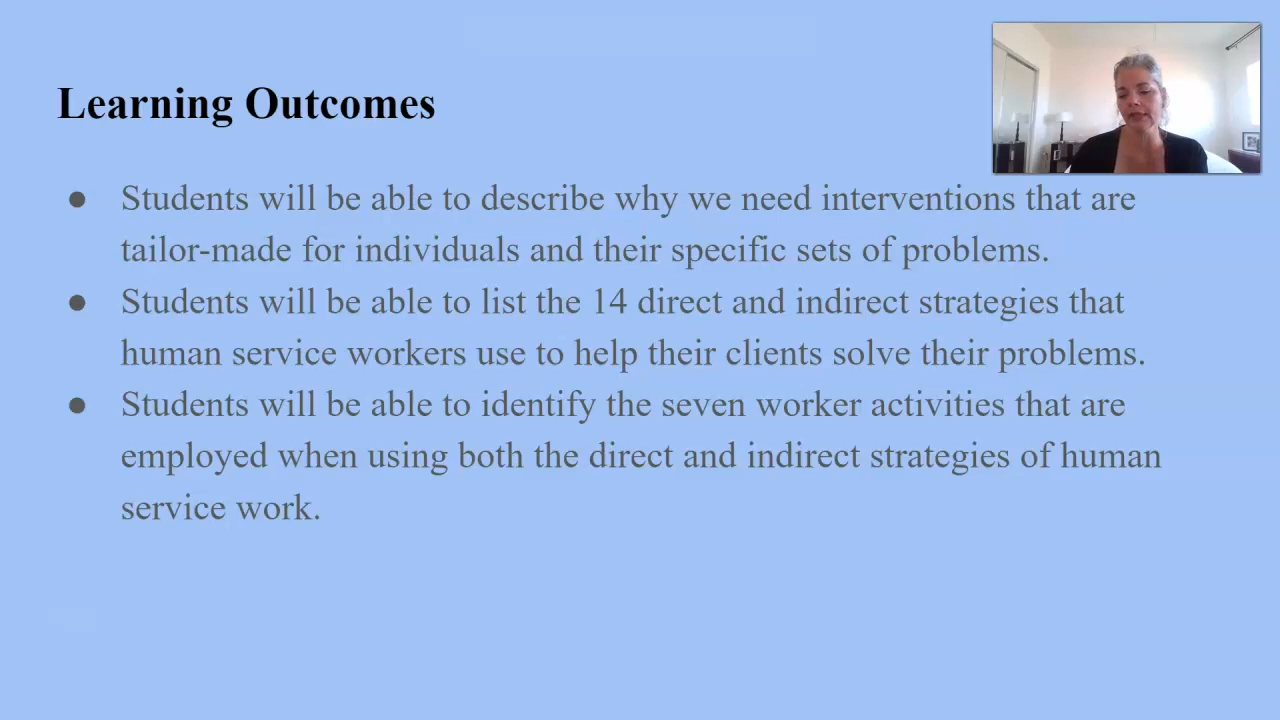 Learning Outcomes
● Students will be able to describe why we need interventions that are
tailor-made for individuals and their specific sets of problems.
● Students will be able to list the 14 direct and indirect strategies that
human service workers use to help their clients solve their problems.
● Students will be able to identify the seven worker activities that are
employed when using both the direct and indirect strategies of human
service work.